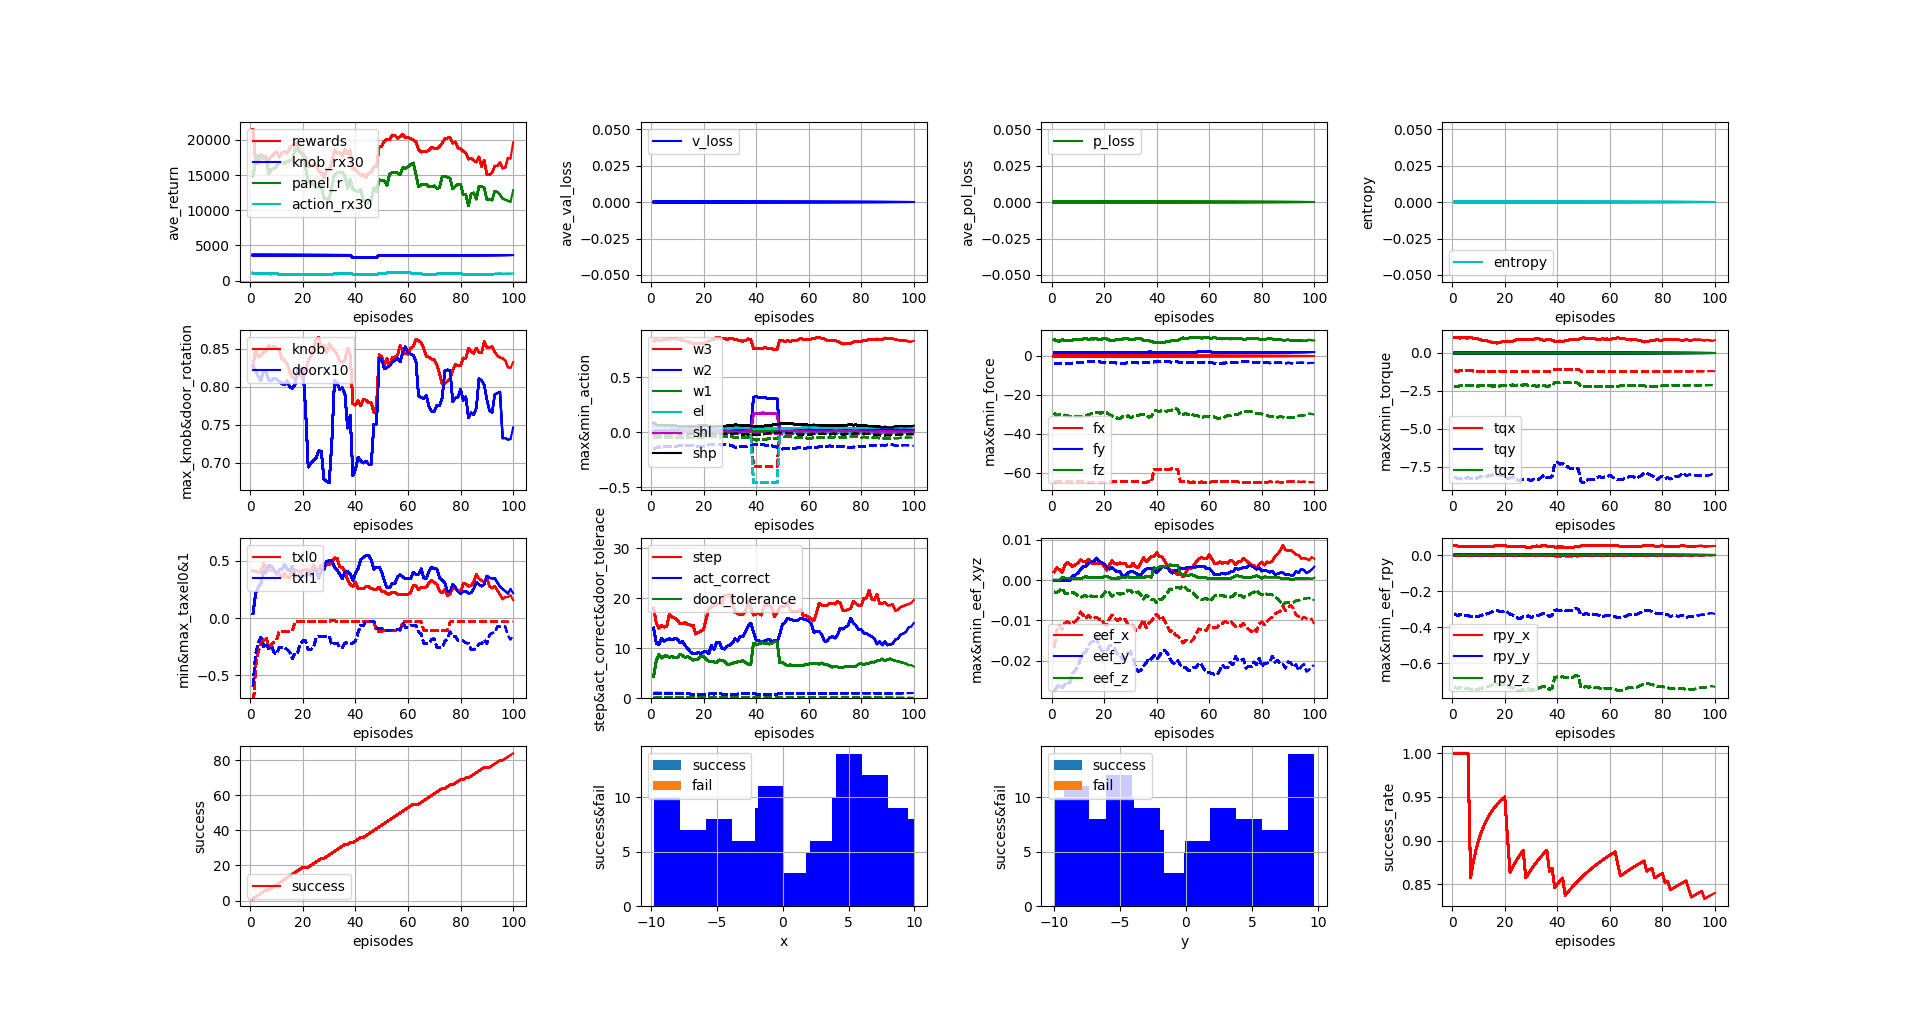 ave_return
20000
15000
10000
5000
0
rewards
knob_rx30
panel_r
action_rx30
0 20 40 60 80 100
episodes
ave_val_loss
0.050
0.025
0.000
−0.025
−0.050
v_loss
0 20 40 60 80 100
episodes
ave_pol_loss
0.050
0.025
0.000
−0.025
−0.050
p_loss
0 20 40 60 80 100
episodes
entropy
0.050
0.025
0.000
−0.025
−0.050
entropy
0 20 40 60 80 100
episodes
max_knob&door_rotation
0.85
0.80
0.75
0.70
knob
doorx10
0 20 40 60 80 100
episodes
max&min_action
0.5
0.0
−0.5
w3
w2
w1
el
shl
shp
0 20 40 60 80 100
episodes
max&min_force
0
−20
−40
−60
fx
fy
fz
0 20 40 60 80 100
episodes
max&min_torque
0.0
−2.5
−5.0
−7.5
tqx
tqy
tqz
0 20 40 60 80 100
episodes
min&max_taxel0&1
0.5
0.0
−0.5
txl0
txl1
0 20 40 60 80 100
episodes
step&act_correct&door_tolerace
30
20
10
0
step
act_correct
door_tolerance
0 20 40 60 80 100
episodes
max&min_eef_xyz
0.01
0.00
−0.01
−0.02
eef_x
eef_y
eef_z
0 20 40 60 80 100
episodes
max&min_eef_rpy
0.0
−0.2
−0.4
−0.6
rpy_x
rpy_y
rpy_z
0 20 40 60 80 100
episodes
success
80
60
40
20
0
success
0 20 40 60 80 100
episodes
success&fail
10
5
0
success
fail
−10 −5 0 5 10
x
success&fail
10
5
0
success
fail
−10 −5 0 5 10
y
success_rate
1.00
0.95
0.90
0.85
0 20 40 60 80 100
episodes